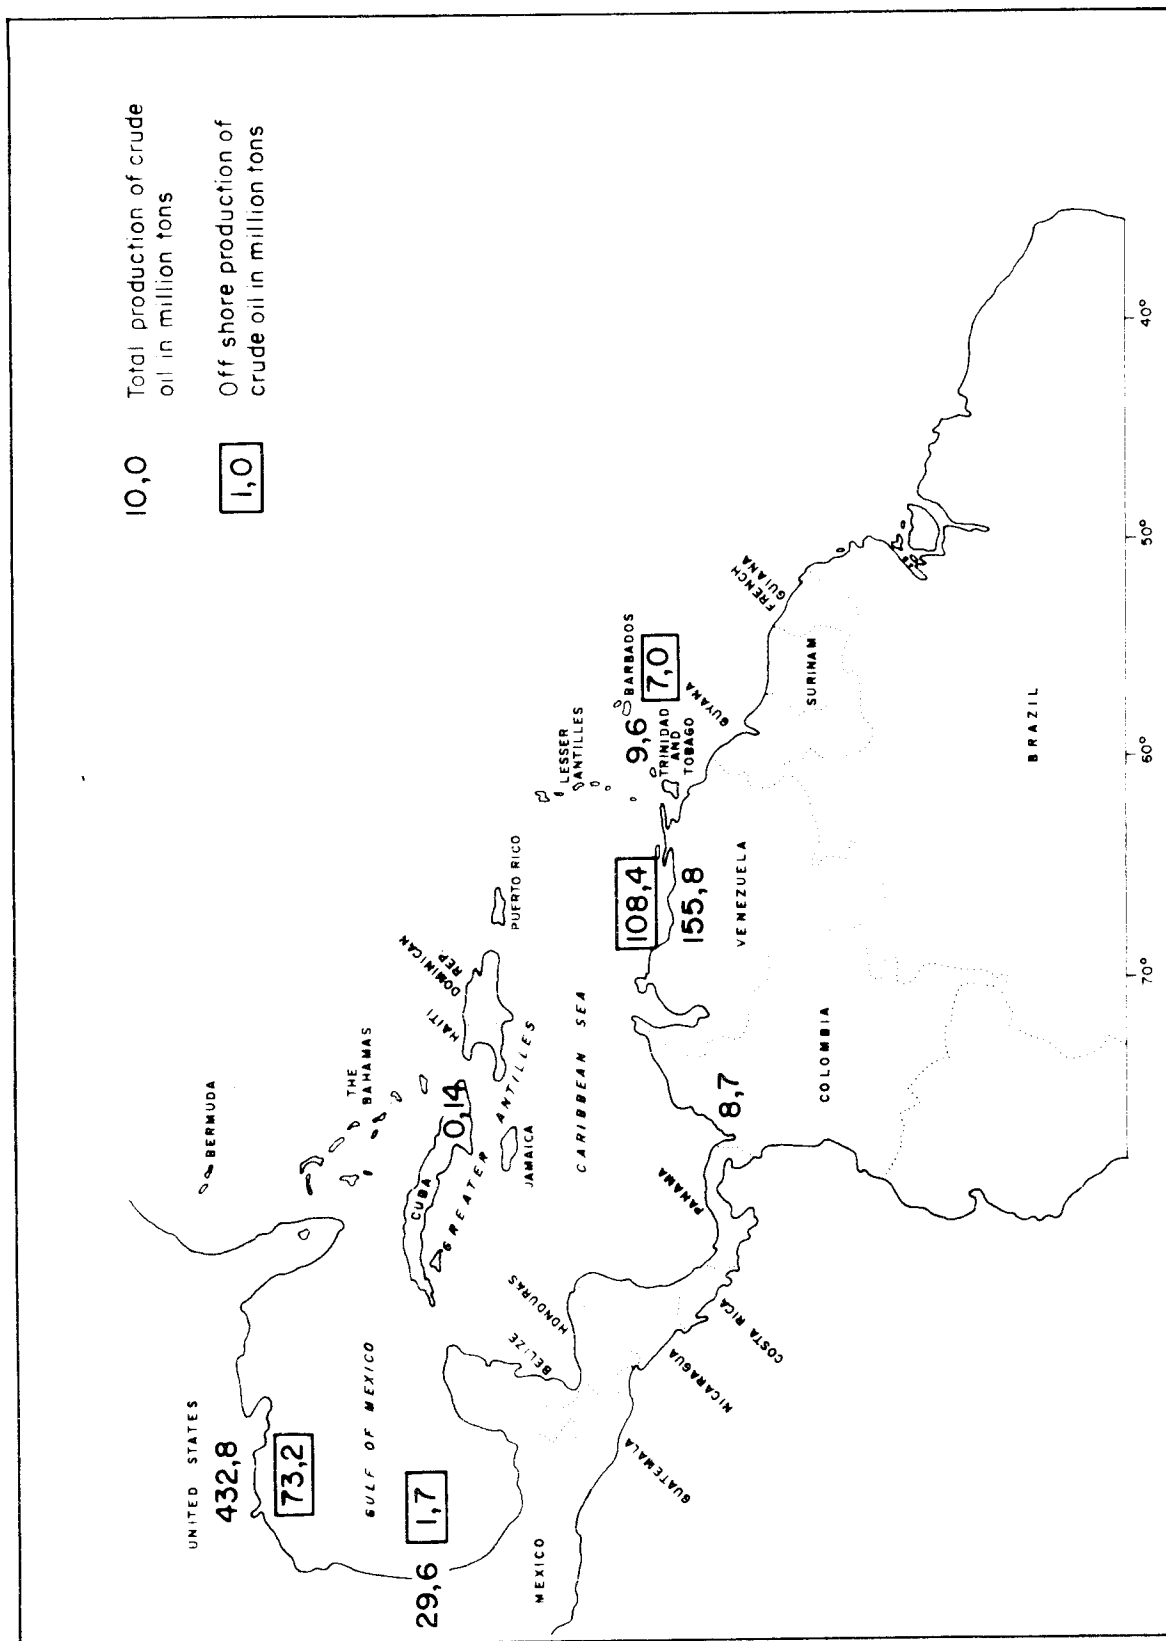 10,0
Total production of crude
oil in million tons
1,0
Off shore production of
crude oil in million tons
UNITED STATES
432,8
73,2
GULF OF MEXICO
29,6
1,7
MEXICO
BERMUDA
THE
BAHAMAS
CUBA
0,14
GREATER
ANTILLES
JAMAICA
HAITI
DOMINICAN
REP.
PUERTO RICO
LESSER
ANTILLES
CARIBBEAN SEA
BELIZE
HONDURAS
GUATEMALA
NICARAGUA
COSTA RICA
PANAMA
8,7
COLOMBIA
108,4
155,8
VENEZUELA
9,6
7,0
BARBADOS
TRINIDAD
AND
TOBAGO
GUYANA
SURINAM
FRENCH
GUIANA
BRAZIL
70°
60°
50°
40°